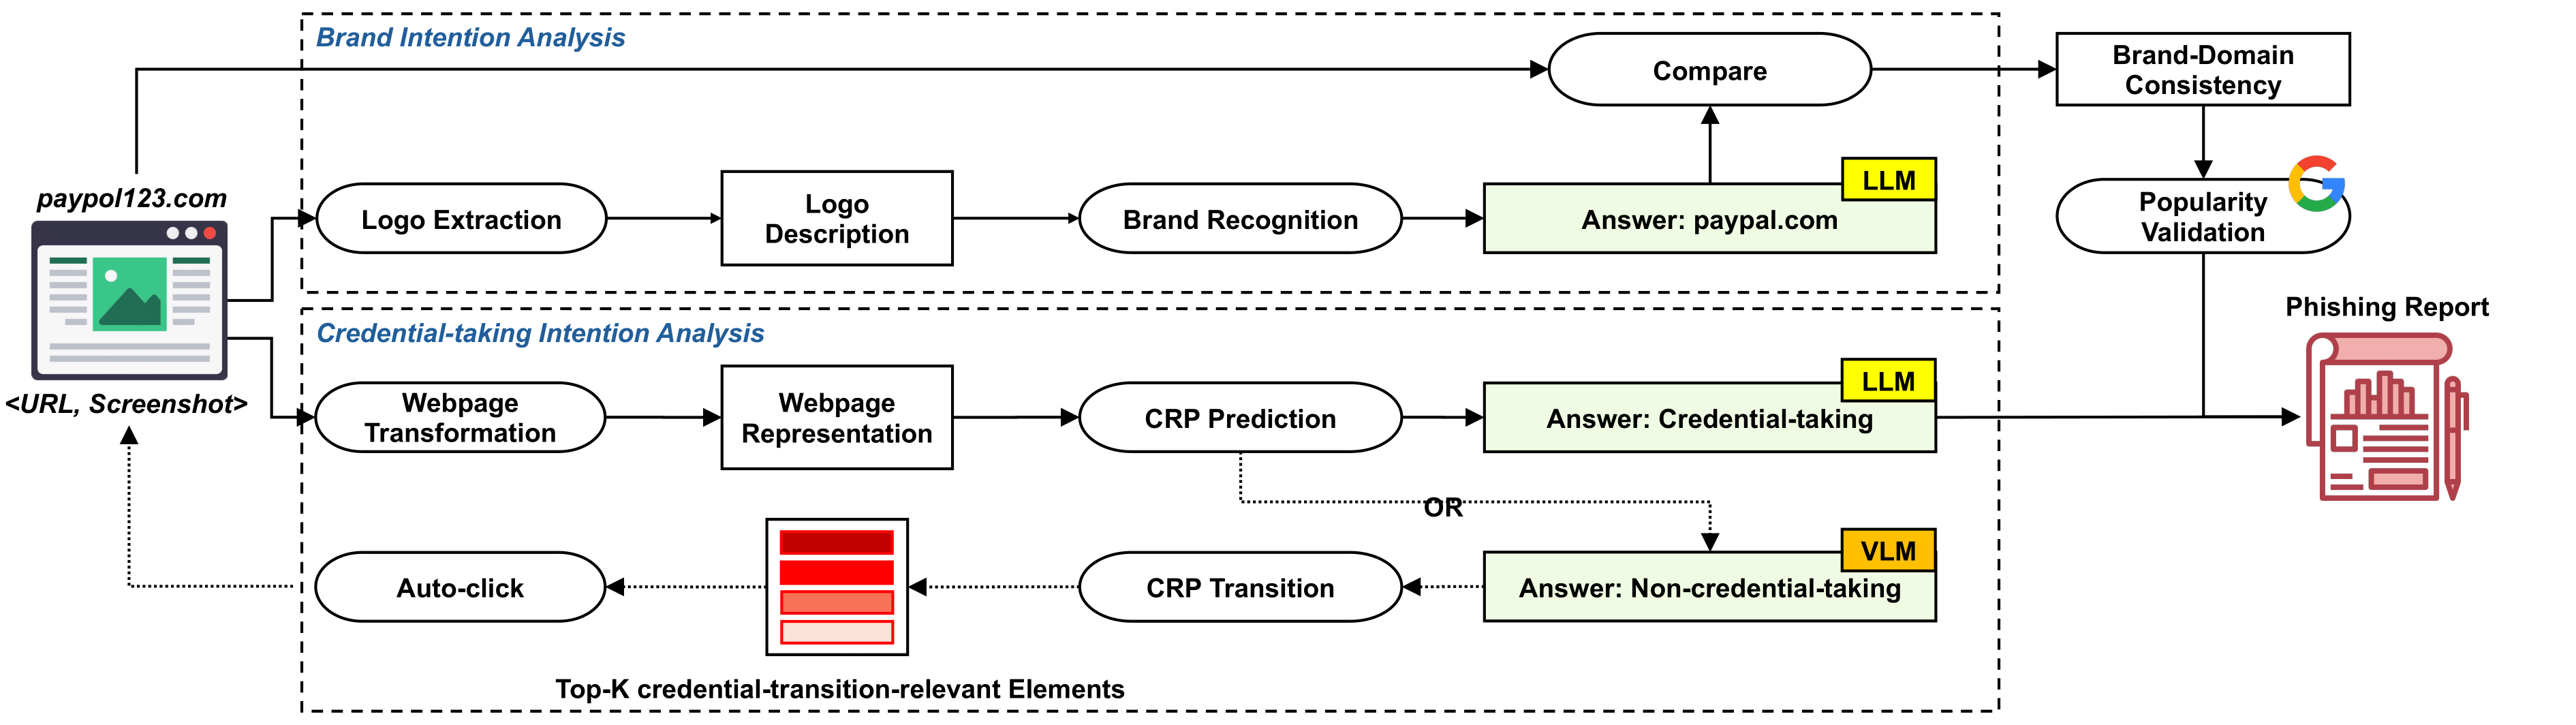 Brand Intention Analysis
Compare
Brand-Domain
Consistency
paypol123.com
Logo Extraction
Logo
Description
Brand Recognition
LLM
Answer: paypal.com
Popularity
Validation
<URL, Screenshot>
Credential-taking Intention Analysis
Webpage
Transformation
Webpage
Representation
CRP Prediction
LLM
Answer: Credential-taking
Phishing Report
OR
Auto-click
CRP Transition
VLM
Answer: Non-credential-taking
Top-K credential-transition-relevant Elements